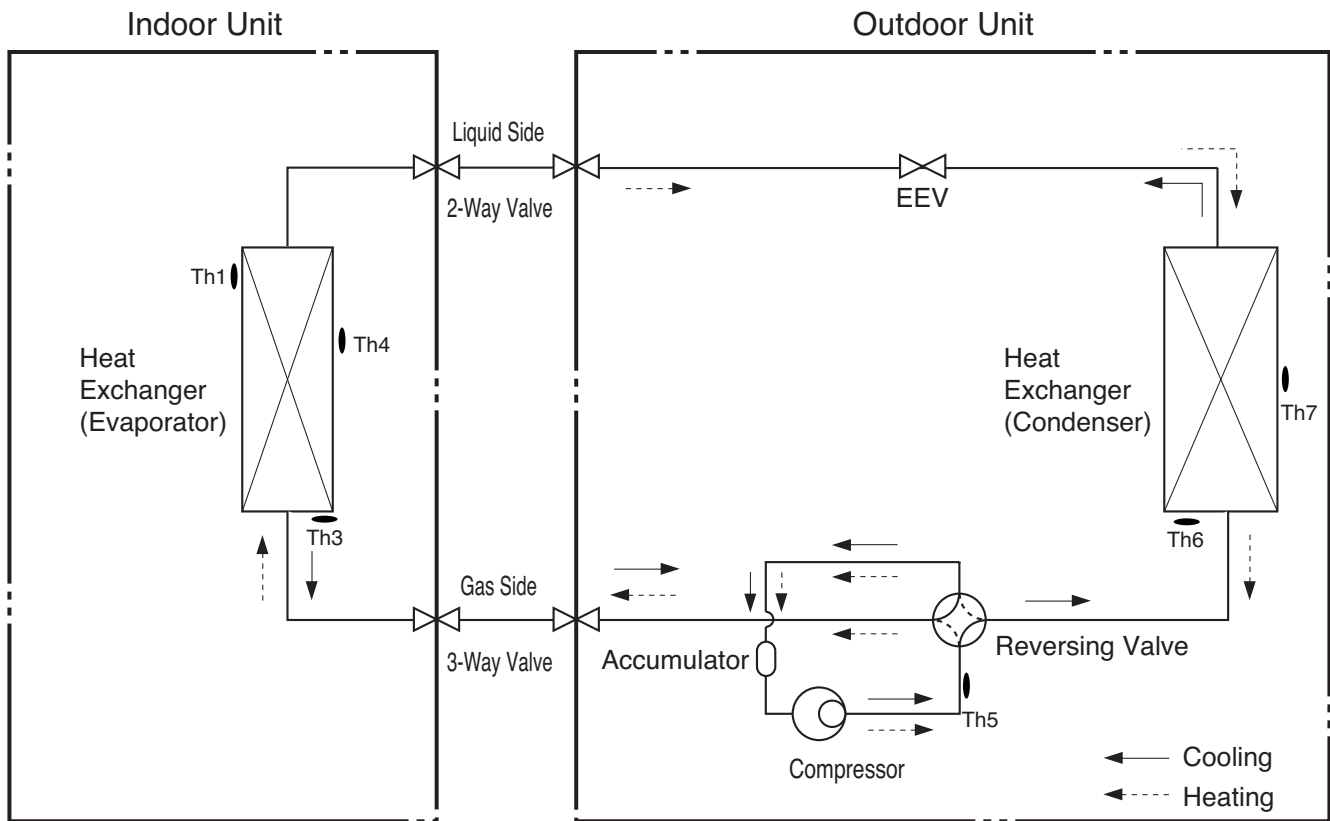 Indoor Unit
Outdoor Unit
Liquid Side
2-Way Valve
EEV
Th1
Th4
Heat
Exchanger
(Evaporator)
Heat
Exchanger
(Condenser)
Th7
Th3
Th6
Gas Side
3-Way Valve
Accumulator
Reversing Valve
Th5
Compressor
Cooling
Heating